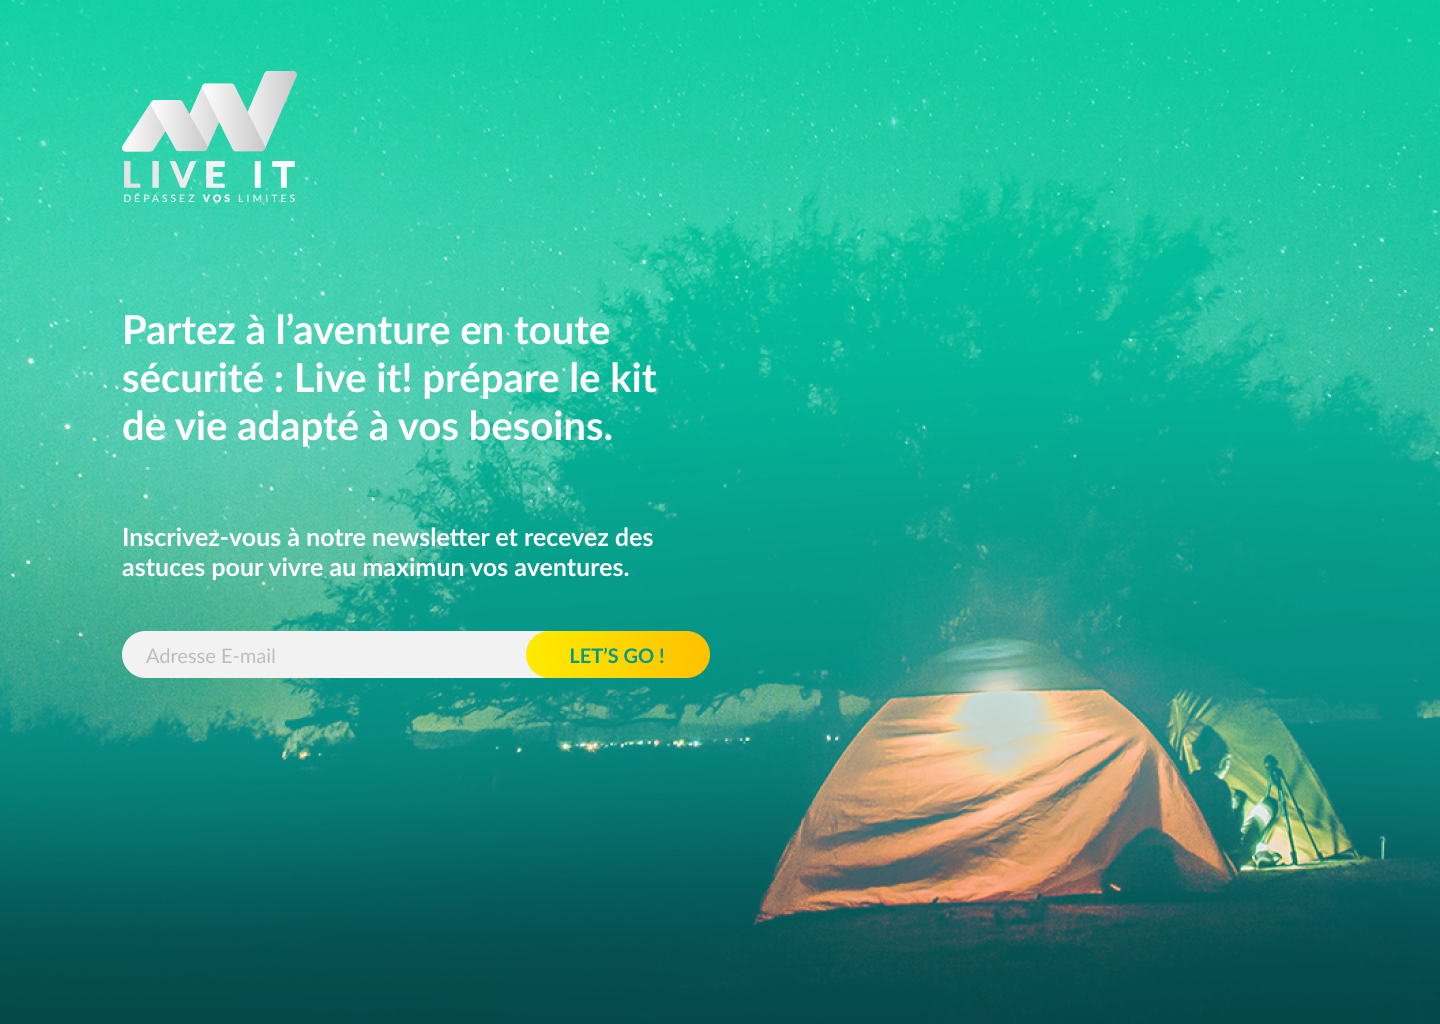 LIVE IT
DÉPASSEZ VOS LIMITES
Partez à l’aventure en toute
sécurité : Live it! prépare le kit
de vie adapté à vos besoins.
Inscrivez-vous à notre newsletter et recevez des
astuces pour vivre au maximun vos aventures.
Adresse E-mail
LET’S GO !